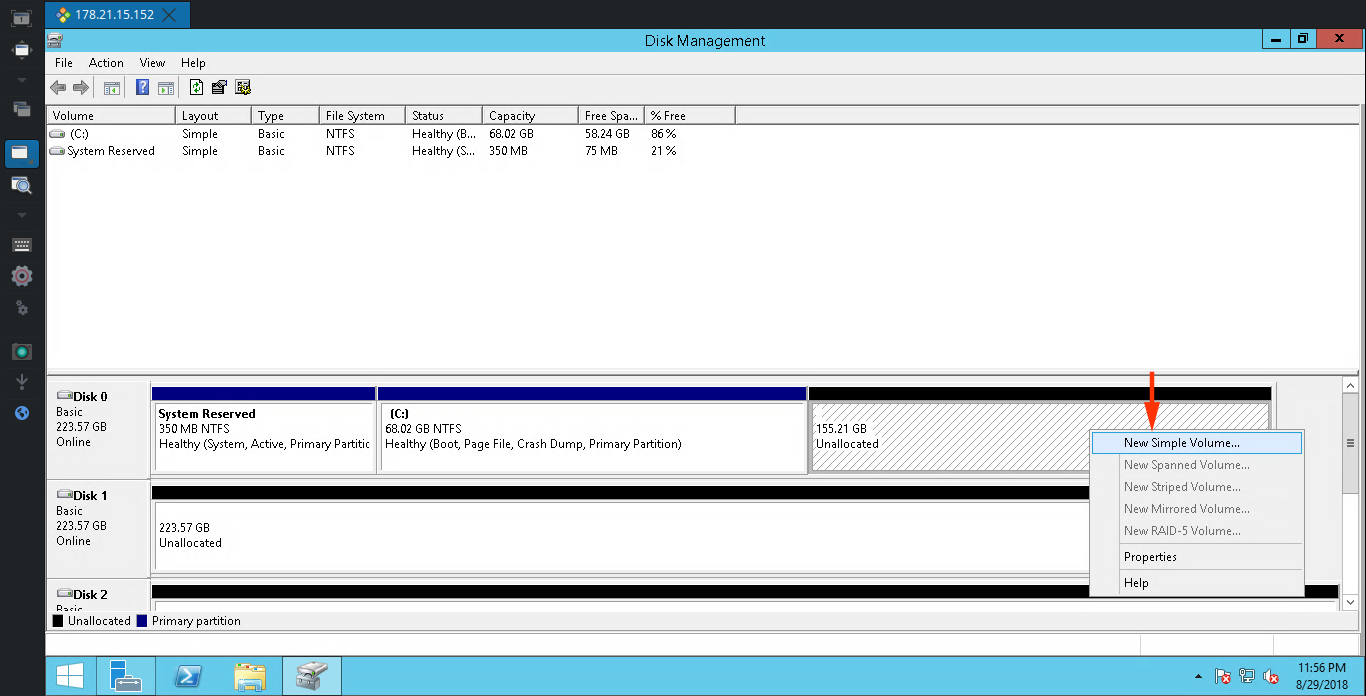 1
178.21.15.152
Disk Management
File Action View Help
Volume Layout Type File System Status Capacity Free Spa... % Free
(C:) Simple Basic NTFS Healthy (B... 68.02 GB 58.24 GB 86 %
System Reserved Simple Basic NTFS Healthy (S... 350 MB 75 MB 21 %
Disk 0
Basic
223.57 GB
Online
System Reserved
350 MB NTFS
Healthy (System, Active, Primary Partitic
(C:)
68.02 GB NTFS
Healthy (Boot, Page File, Crash Dump, Primary Partition)
155.21 GB
Unallocated
New Simple Volume...
New Spanned Volume...
New Striped Volume...
New Mirrored Volume...
New RAID-5 Volume...
Properties
Help
Disk 1
Basic
223.57 GB
Online
223.57 GB
Unallocated
Disk 2
Basic
Unallocated Primary partition
11:56 PM
8/29/2018